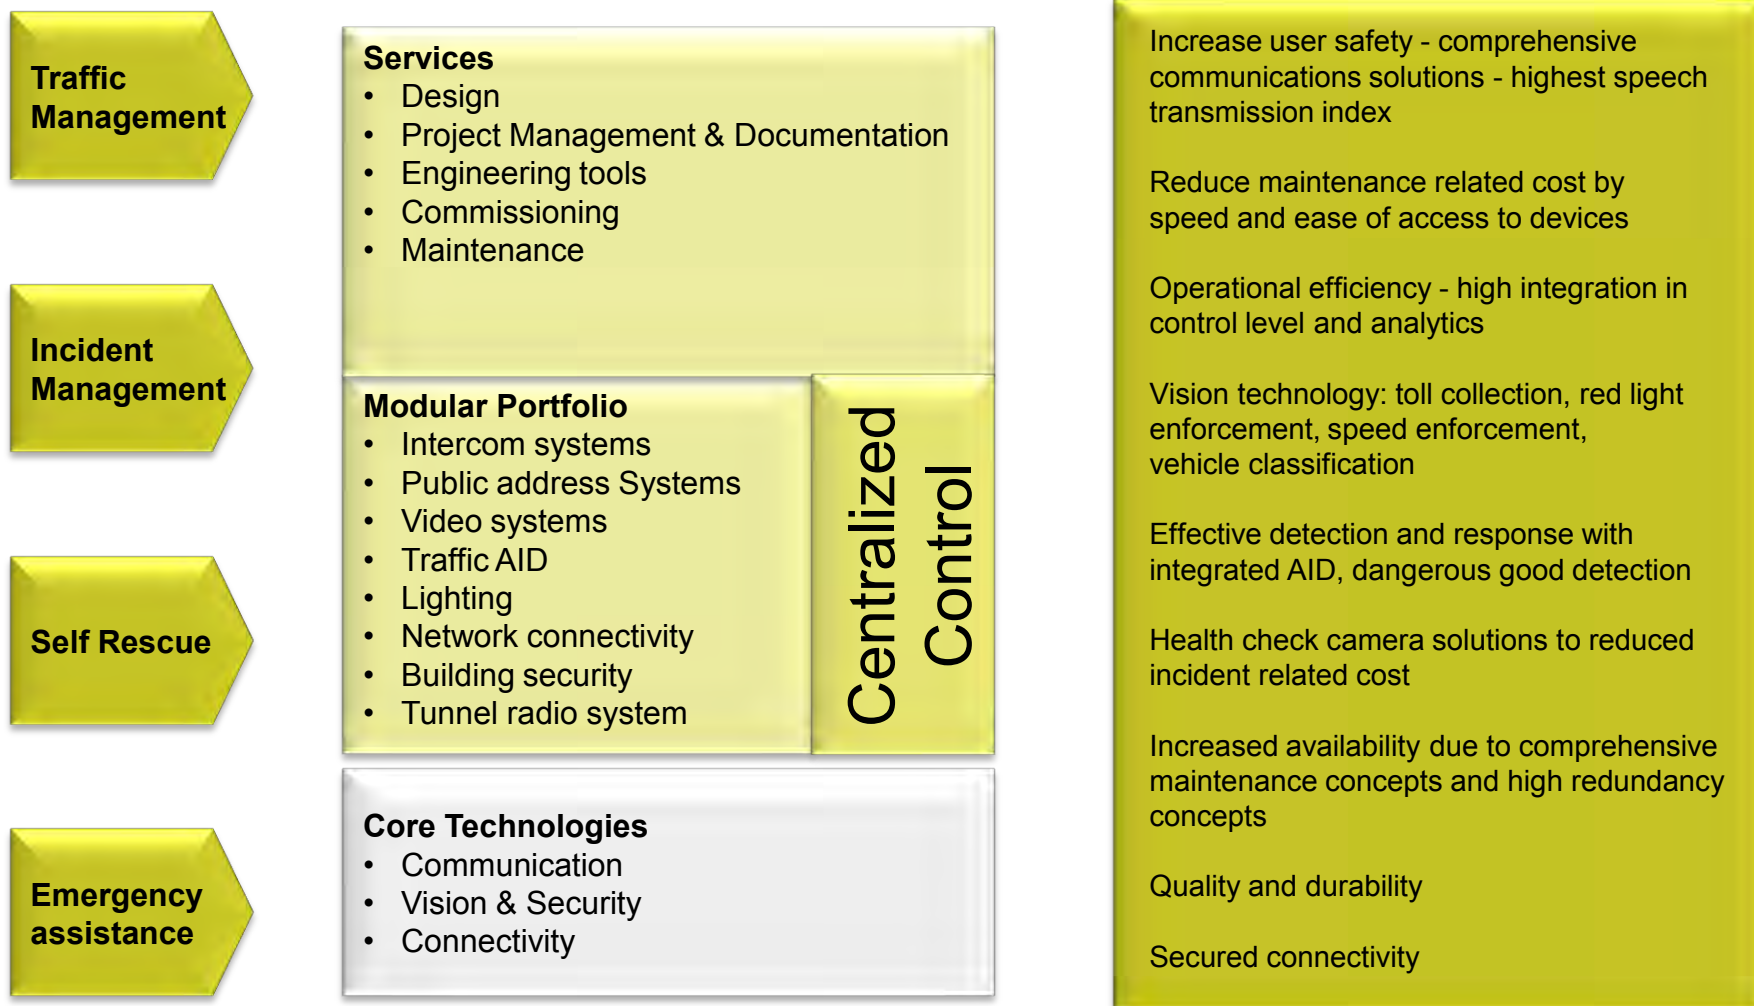 Traffic
Management
Incident
Management
Self Rescue
Emergency
assistance
Services
• Design
• Project Management & Documentation
• Engineering tools
• Commissioning
• Maintenance
Modular Portfolio
• Intercom systems
• Public address Systems
• Video systems
• Traffic AID
• Lighting
• Network connectivity
• Building security
• Tunnel radio system
Centralized
Control
Core Technologies
• Communication
• Vision & Security
• Connectivity
Increase user safety - comprehensive
communications solutions - highest speech
transmission index
Reduce maintenance related cost by
speed and ease of access to devices
Operational efficiency - high integration in
control level and analytics
Vision technology: toll collection, red light
enforcement, speed enforcement,
vehicle classification
Effective detection and response with
integrated AID, dangerous good detection
Health check camera solutions to reduced
incident related cost
Increased availability due to comprehensive
maintenance concepts and high redundancy
concepts
Quality and durability
Secured connectivity